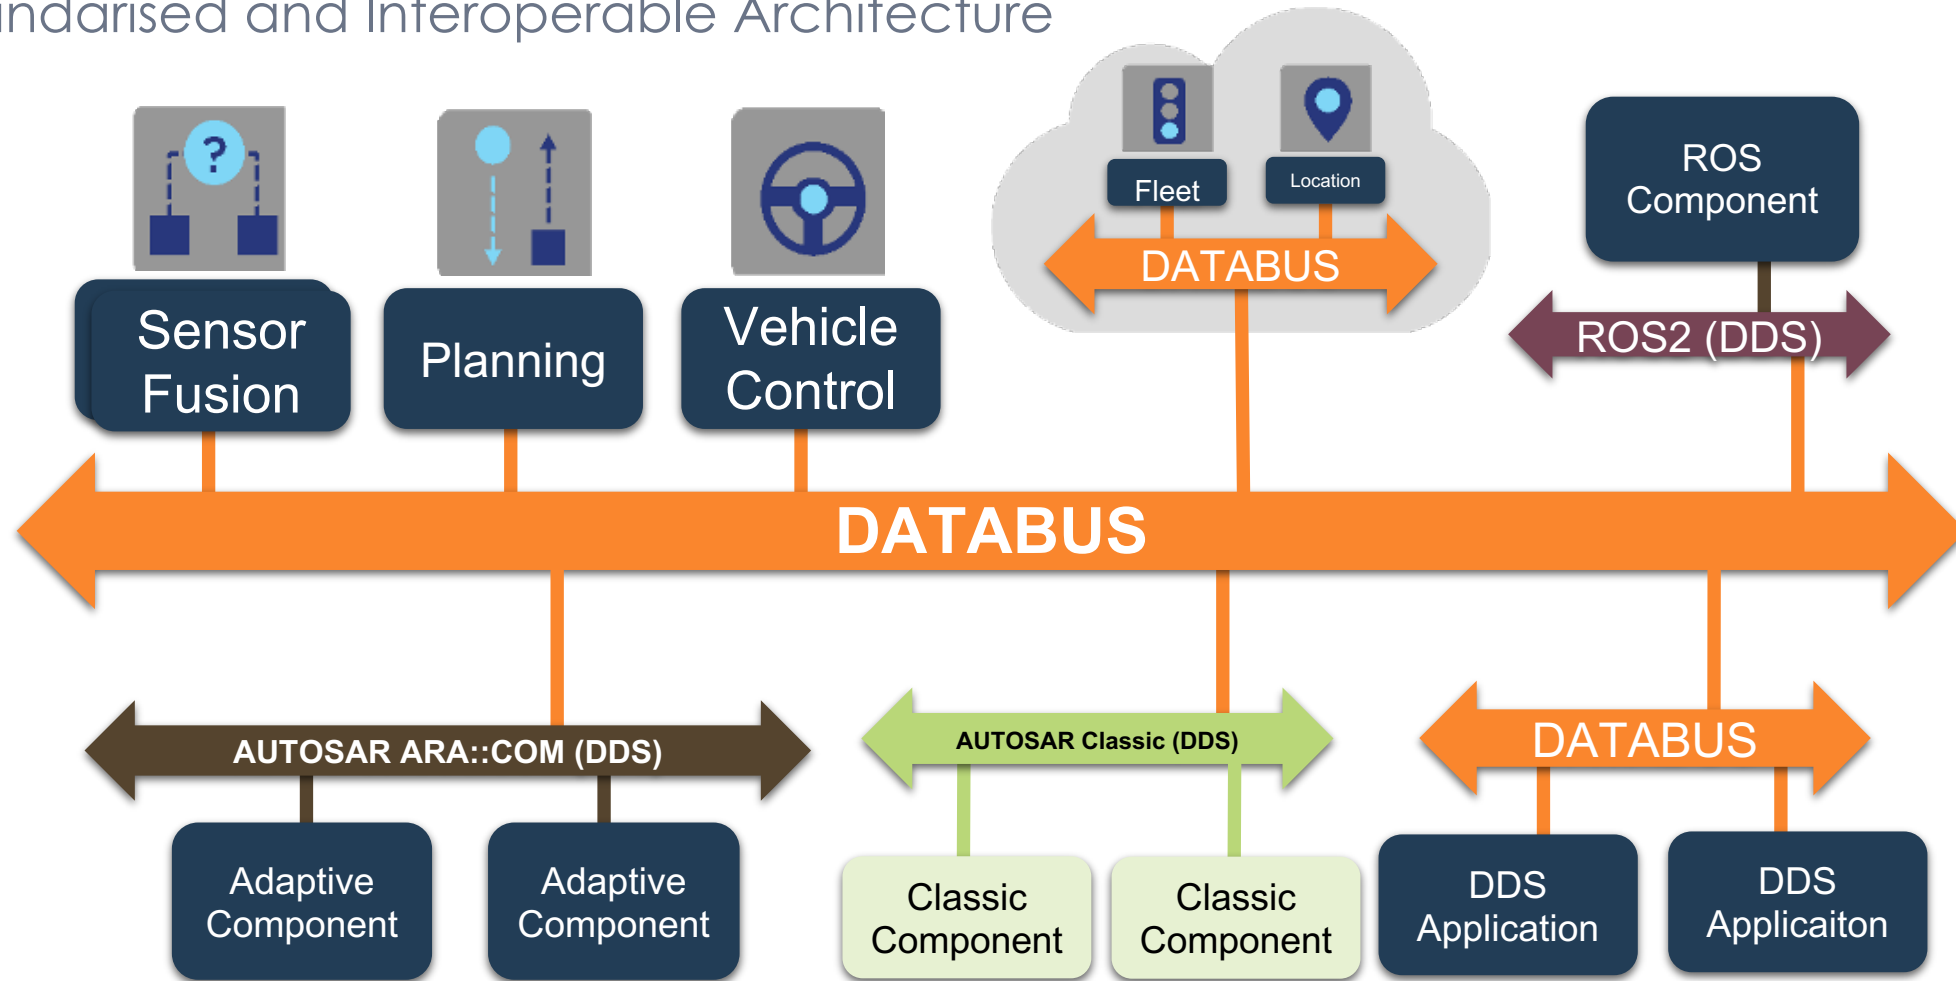 ndarised and Interoperable Architecture
?
Fleet
Location
DATABUS
ROS
Component
ROS2 (DDS)
Sensor
Fusion
Planning
Vehicle
Control
DATABUS
AUTOSAR ARA::COM (DDS)
AUTOSAR Classic (DDS)
DATABUS
Adaptive
Component
Adaptive
Component
Classic
Component
Classic
Component
DDS
Application
DDS
Applicaiton